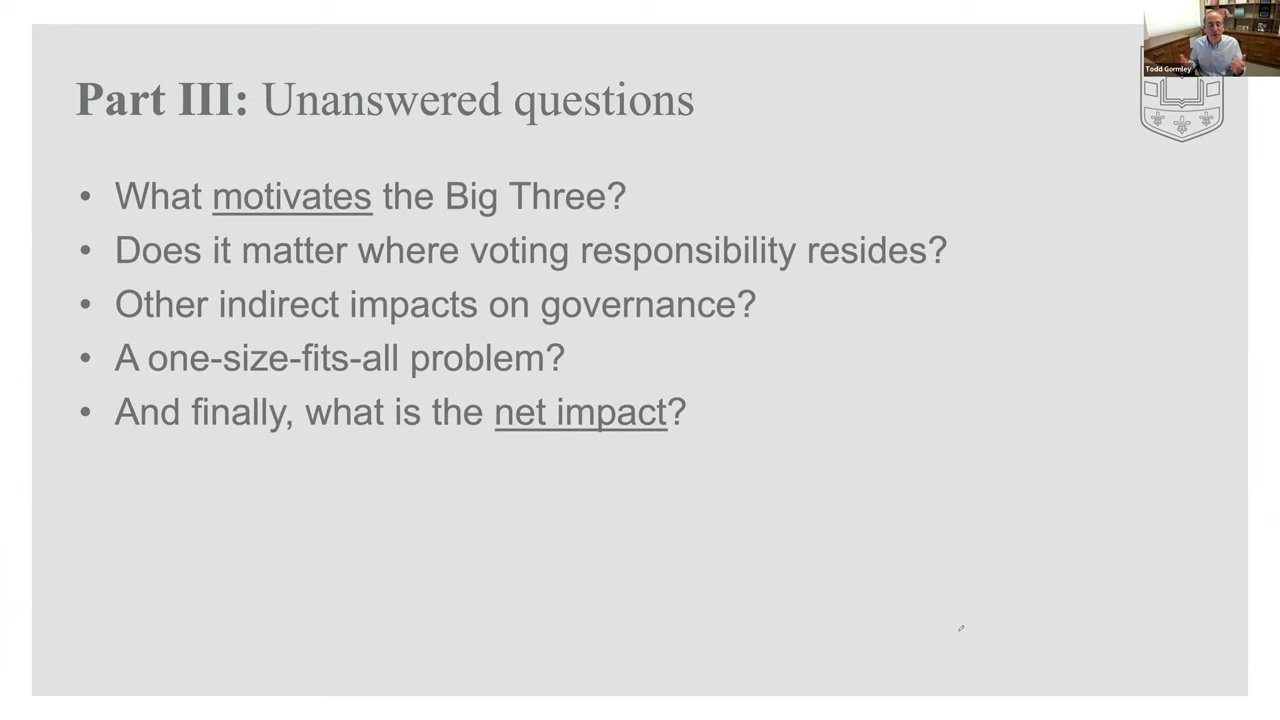 Part III: Unanswered questions
Todd Gormley
• What motivates the Big Three?
• Does it matter where voting responsibility resides?
• Other indirect impacts on governance?
• A one-size-fits-all problem?
• And finally, what is the net impact?